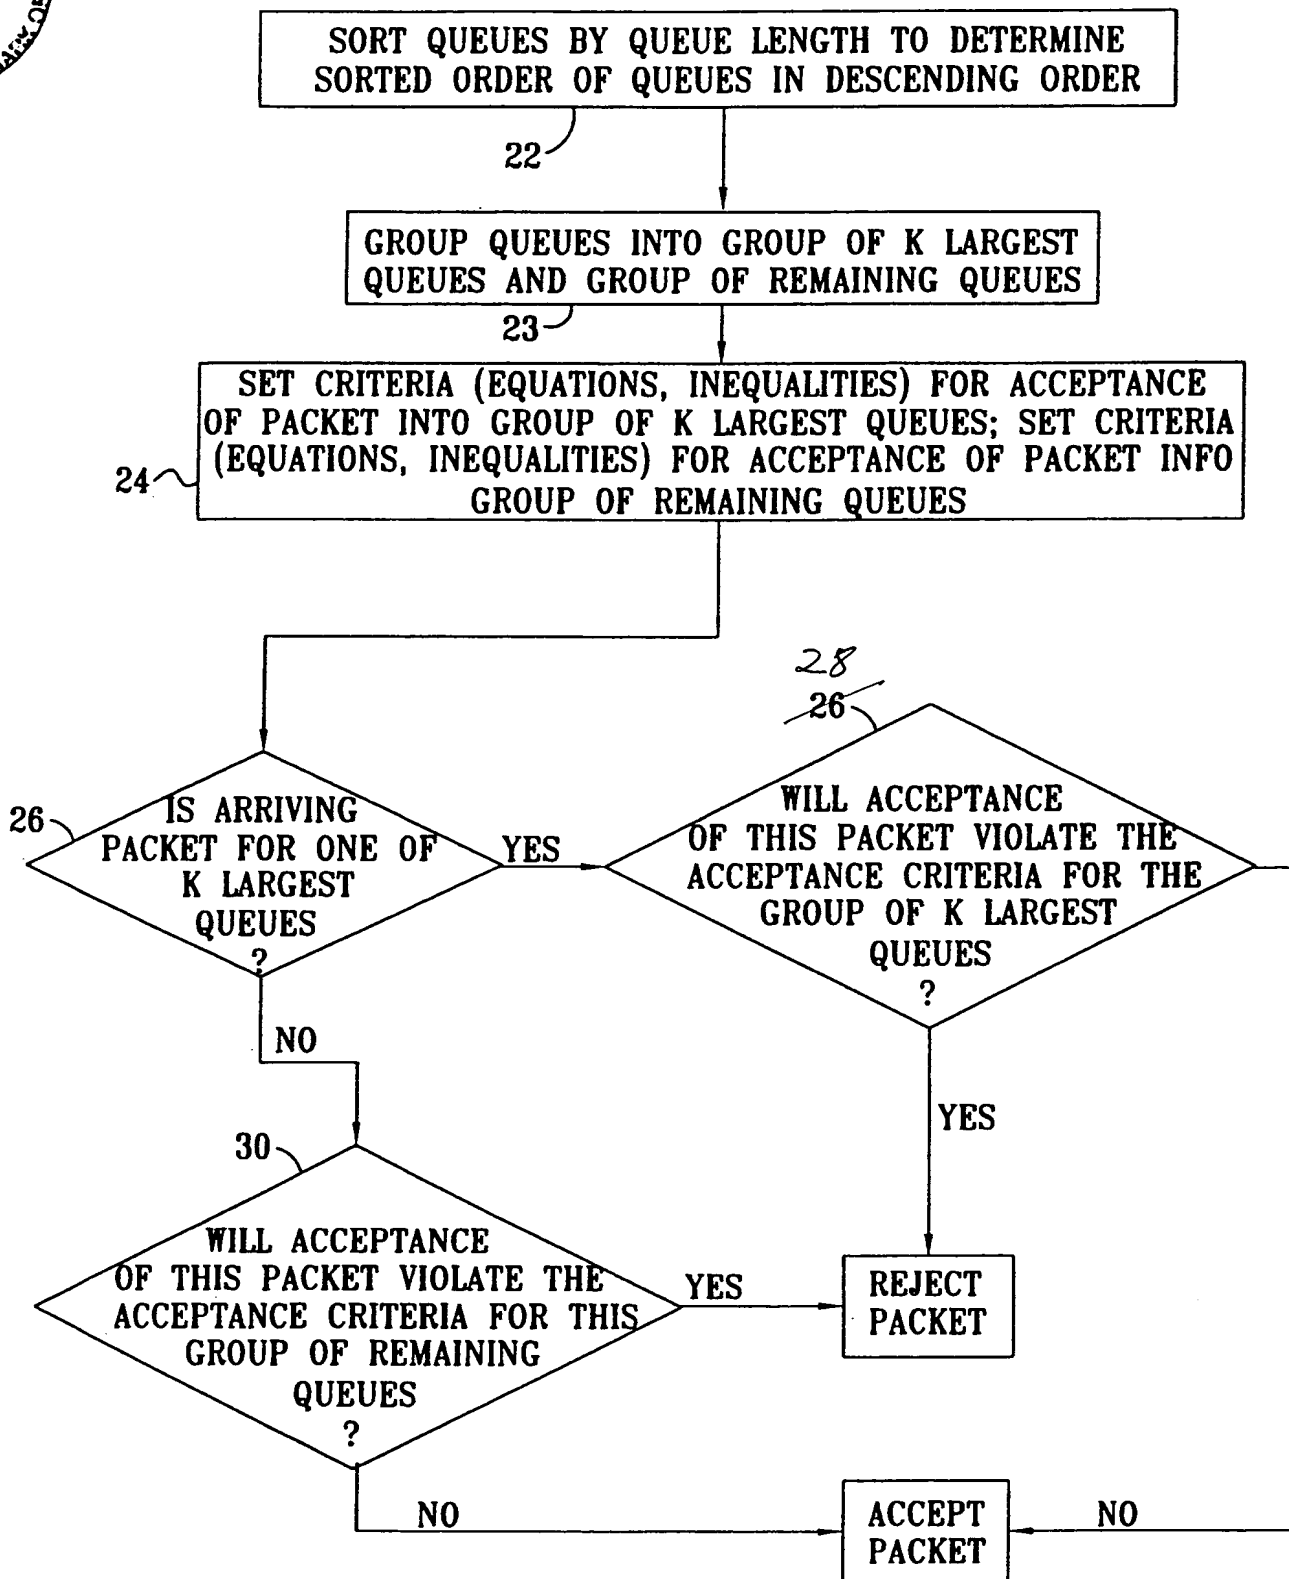 SORT QUEUES BY QUEUE LENGTH TO DETERMINE
SORTED ORDER OF QUEUES IN DESCENDING ORDER
22
GROUP QUEUES INTO GROUP OF K LARGEST
QUEUES AND GROUP OF REMAINING QUEUES
23
SET CRITERIA (EQUATIONS, INEQUALITIES) FOR ACCEPTANCE
OF PACKET INTO GROUP OF K LARGEST QUEUES; SET CRITERIA
(EQUATIONS, INEQUALITIES) FOR ACCEPTANCE OF PACKET INFO
GROUP OF REMAINING QUEUES
24
28
26
26
IS ARRIVING
PACKET FOR ONE OF
K LARGEST
QUEUES
?
YES
WILL ACCEPTANCE
OF THIS PACKET VIOLATE THE
ACCEPTANCE CRITERIA FOR THE
GROUP OF K LARGEST
QUEUES
?
NO
YES
30
WILL ACCEPTANCE
OF THIS PACKET VIOLATE THE
ACCEPTANCE CRITERIA FOR THIS
GROUP OF REMAINING
QUEUES
?
YES
REJECT
PACKET
NO
ACCEPT
PACKET
NO